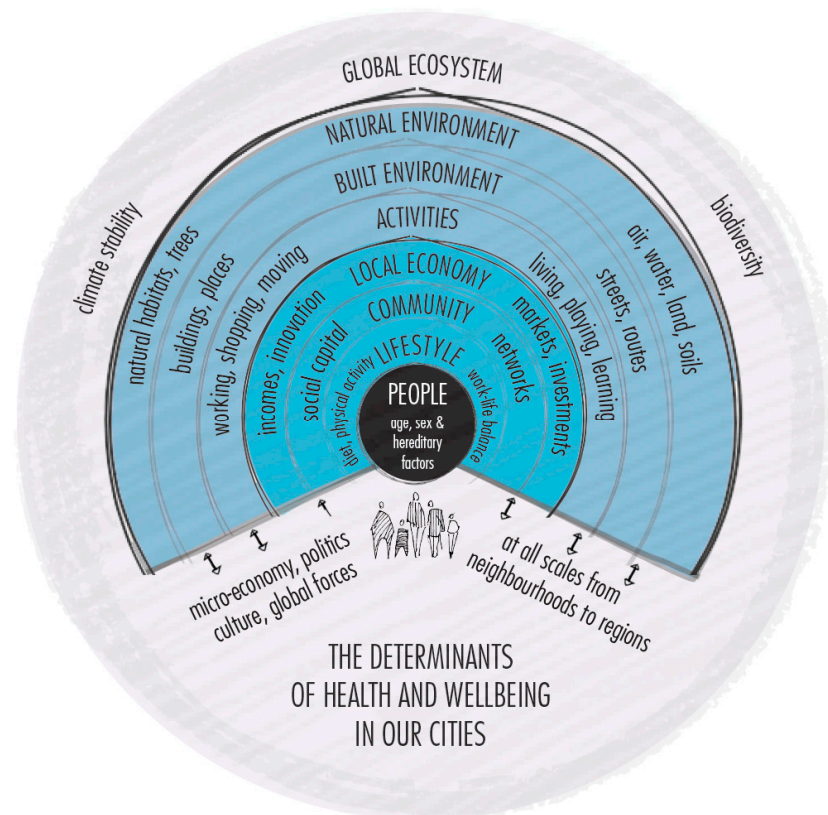 GLOBAL ECOSYSTEM
NATURAL ENVIRONMENT
BUILT ENVIRONMENT
ACTIVITIES
LOCAL ECONOMY
COMMUNITY
LIFESTYLE
PEOPLE
age, sex &
hereditary
factors
climate stability
natural habitats, trees
buildings, places
working, shopping, moving
incomes, innovation
social capital
diet, physical activity
work-life balance
networks
markets, investments
living, playing, learning
streets, routes
air, water, land, soils
biodiversity
micro-economy, politics
culture, global forces
at all scales from
neighbourhoods to regions
THE DETERMINANTS
OF HEALTH AND WELLBEING
IN OUR CITIES